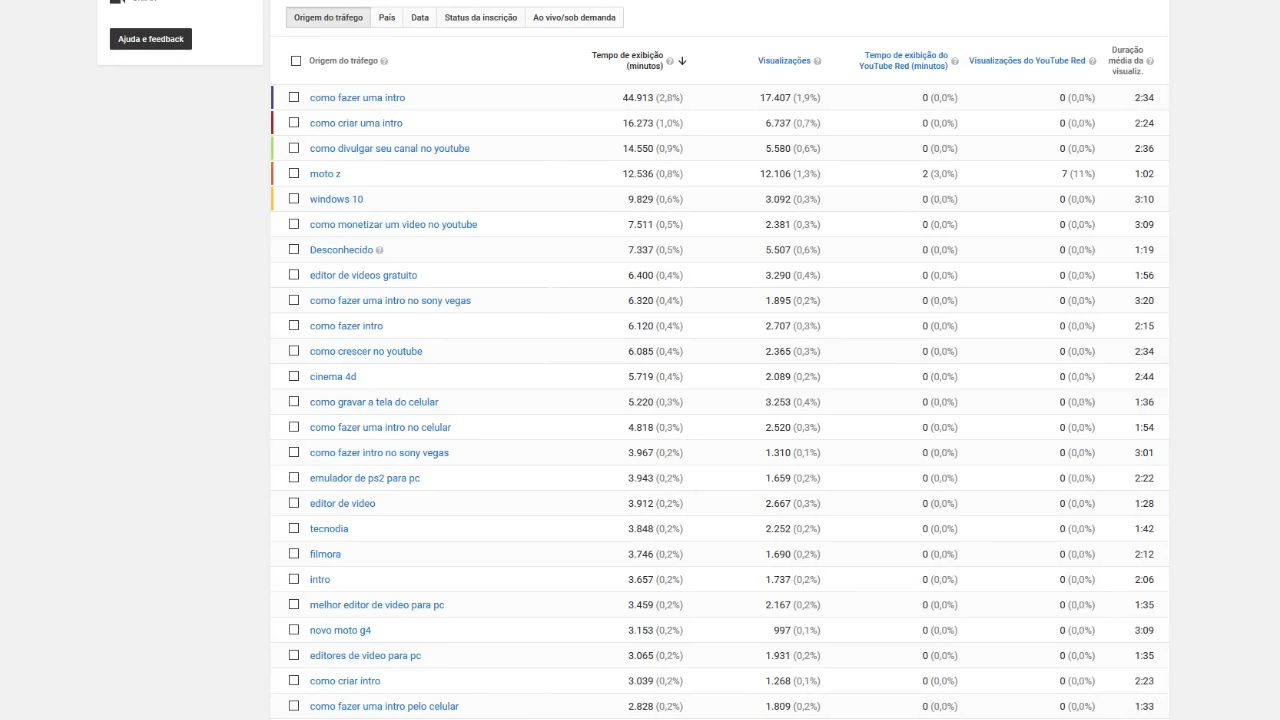 Ajuda e feedback
Origem do tráfego País Data Status da inscrição Ao vivo/sob demanda
Origem do tráfego Tempo de exibição (minutos) Visualizações Tempo de exibição do YouTube Red (minutos) Visualizações do YouTube Red Duração média da visualiz.
como fazer uma intro 44.913 (2,8%) 17.407 (1,9%) 0 (0,0%) 0 (0,0%) 2:34
como criar uma intro 16.273 (1,0%) 6.737 (0,7%) 0 (0,0%) 0 (0,0%) 2:24
como divulgar seu canal no youtube 14.550 (0,9%) 5.580 (0,6%) 0 (0,0%) 0 (0,0%) 2:36
moto z 12.536 (0,8%) 12.106 (1,3%) 2 (3,0%) 7 (11%) 1:02
windows 10 9.829 (0,6%) 3.092 (0,3%) 0 (0,0%) 0 (0,0%) 3:10
como monetizar um video no youtube 7.511 (0,5%) 2.381 (0,3%) 0 (0,0%) 0 (0,0%) 3:09
Desconhecido 7.337 (0,5%) 5.507 (0,6%) 0 (0,0%) 0 (0,0%) 1:19
editor de videos gratuito 6.400 (0,4%) 3.290 (0,4%) 0 (0,0%) 0 (0,0%) 1:56
como fazer uma intro no sony vegas 6.320 (0,4%) 1.895 (0,2%) 0 (0,0%) 0 (0,0%) 3:20
como fazer intro 6.120 (0,4%) 2.707 (0,3%) 0 (0,0%) 0 (0,0%) 2:15
como crescer no youtube 6.085 (0,4%) 2.365 (0,3%) 0 (0,0%) 0 (0,0%) 2:34
cinema 4d 5.719 (0,4%) 2.089 (0,2%) 0 (0,0%) 0 (0,0%) 2:44
como gravar a tela do celular 5.220 (0,3%) 3.253 (0,4%) 0 (0,0%) 0 (0,0%) 1:36
como fazer uma intro no celular 4.818 (0,3%) 2.520 (0,3%) 0 (0,0%) 0 (0,0%) 1:54
como fazer intro no sony vegas 3.967 (0,2%) 1.310 (0,1%) 0 (0,0%) 0 (0,0%) 3:01
emulador de ps2 para pc 3.943 (0,2%) 1.659 (0,2%) 0 (0,0%) 0 (0,0%) 2:22
editor de video 3.912 (0,2%) 2.667 (0,3%) 0 (0,0%) 0 (0,0%) 1:28
tecnodia 3.848 (0,2%) 2.252 (0,2%) 0 (0,0%) 0 (0,0%) 1:42
filmora 3.746 (0,2%) 1.690 (0,2%) 0 (0,0%) 0 (0,0%) 2:12
intro 3.657 (0,2%) 1.737 (0,2%) 0 (0,0%) 0 (0,0%) 2:06
melhor editor de video para pc 3.459 (0,2%) 2.167 (0,2%) 0 (0,0%) 0 (0,0%) 1:35
novo moto g4 3.153 (0,2%) 997 (0,1%) 0 (0,0%) 0 (0,0%) 3:09
editores de video para pc 3.065 (0,2%) 1.931 (0,2%) 0 (0,0%) 0 (0,0%) 1:35
como criar intro 3.039 (0,2%) 1.268 (0,1%) 0 (0,0%) 0 (0,0%) 2:23
como fazer uma intro pelo celular 2.828 (0,2%) 1.809 (0,2%) 0 (0,0%) 0 (0,0%) 1:33